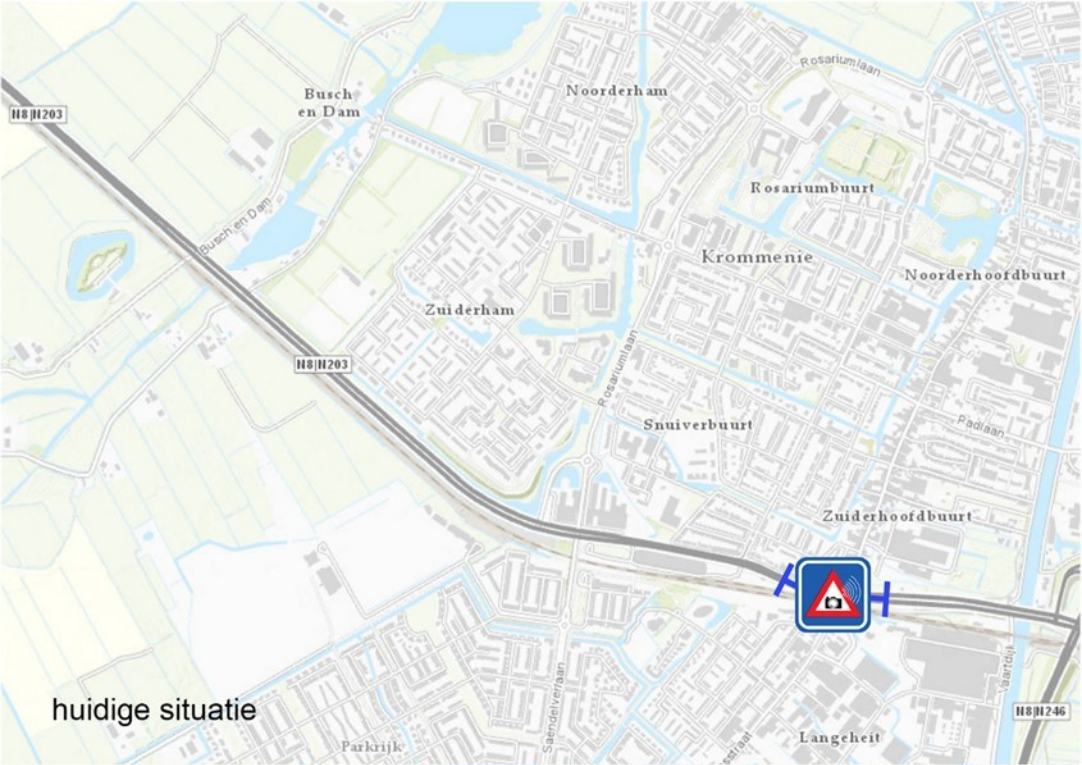 Rosariumlaan
Noorderham
Busch
en Dam
N8|N203
Rosariumbuurt
Busch en Dam
Krommenie
Noorderhoofdbuurt
Zuiderham
N8|N203
Rosariumlaan
Snuiverbuurt
Padlaan
Zuiderhoofdbuurt
Vaartdijk
Saendelverlaan
huidige situatie
N8|N246
Parkrijk
sstraat
Langeheit